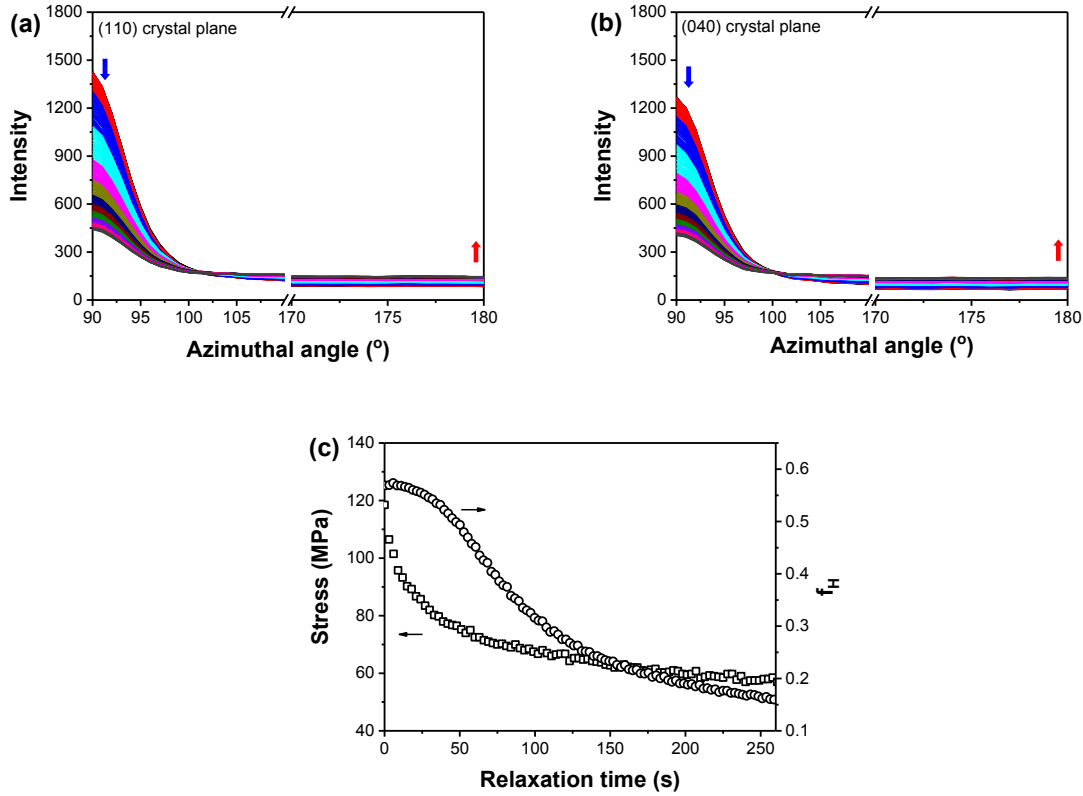 (a)
(110) crystal plane
1800
1500
1200
900
600
300
0
Intensity
90 95 100 105 170 180
Azimuthal angle (°)
(b)
(040) crystal plane
1800
1500
1200
900
600
300
0
Intensity
90 95 100 105 170 180
Azimuthal angle (°)
(c)
140
120
100
80
60
40
Stress (MPa)
0.6
0.5
0.4
0.3
0.2
0.1
f_H
0 50 100 150 200 250
Relaxation time (s)